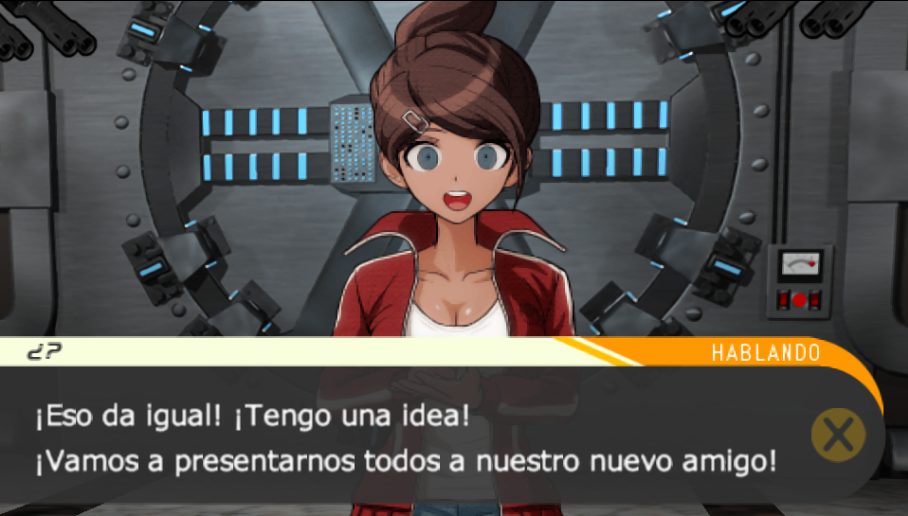 ¿?
HABLANDO
¡Eso da igual! ¡Tengo una idea!
¡Vamos a presentarnos todos a nuestro nuevo amigo!